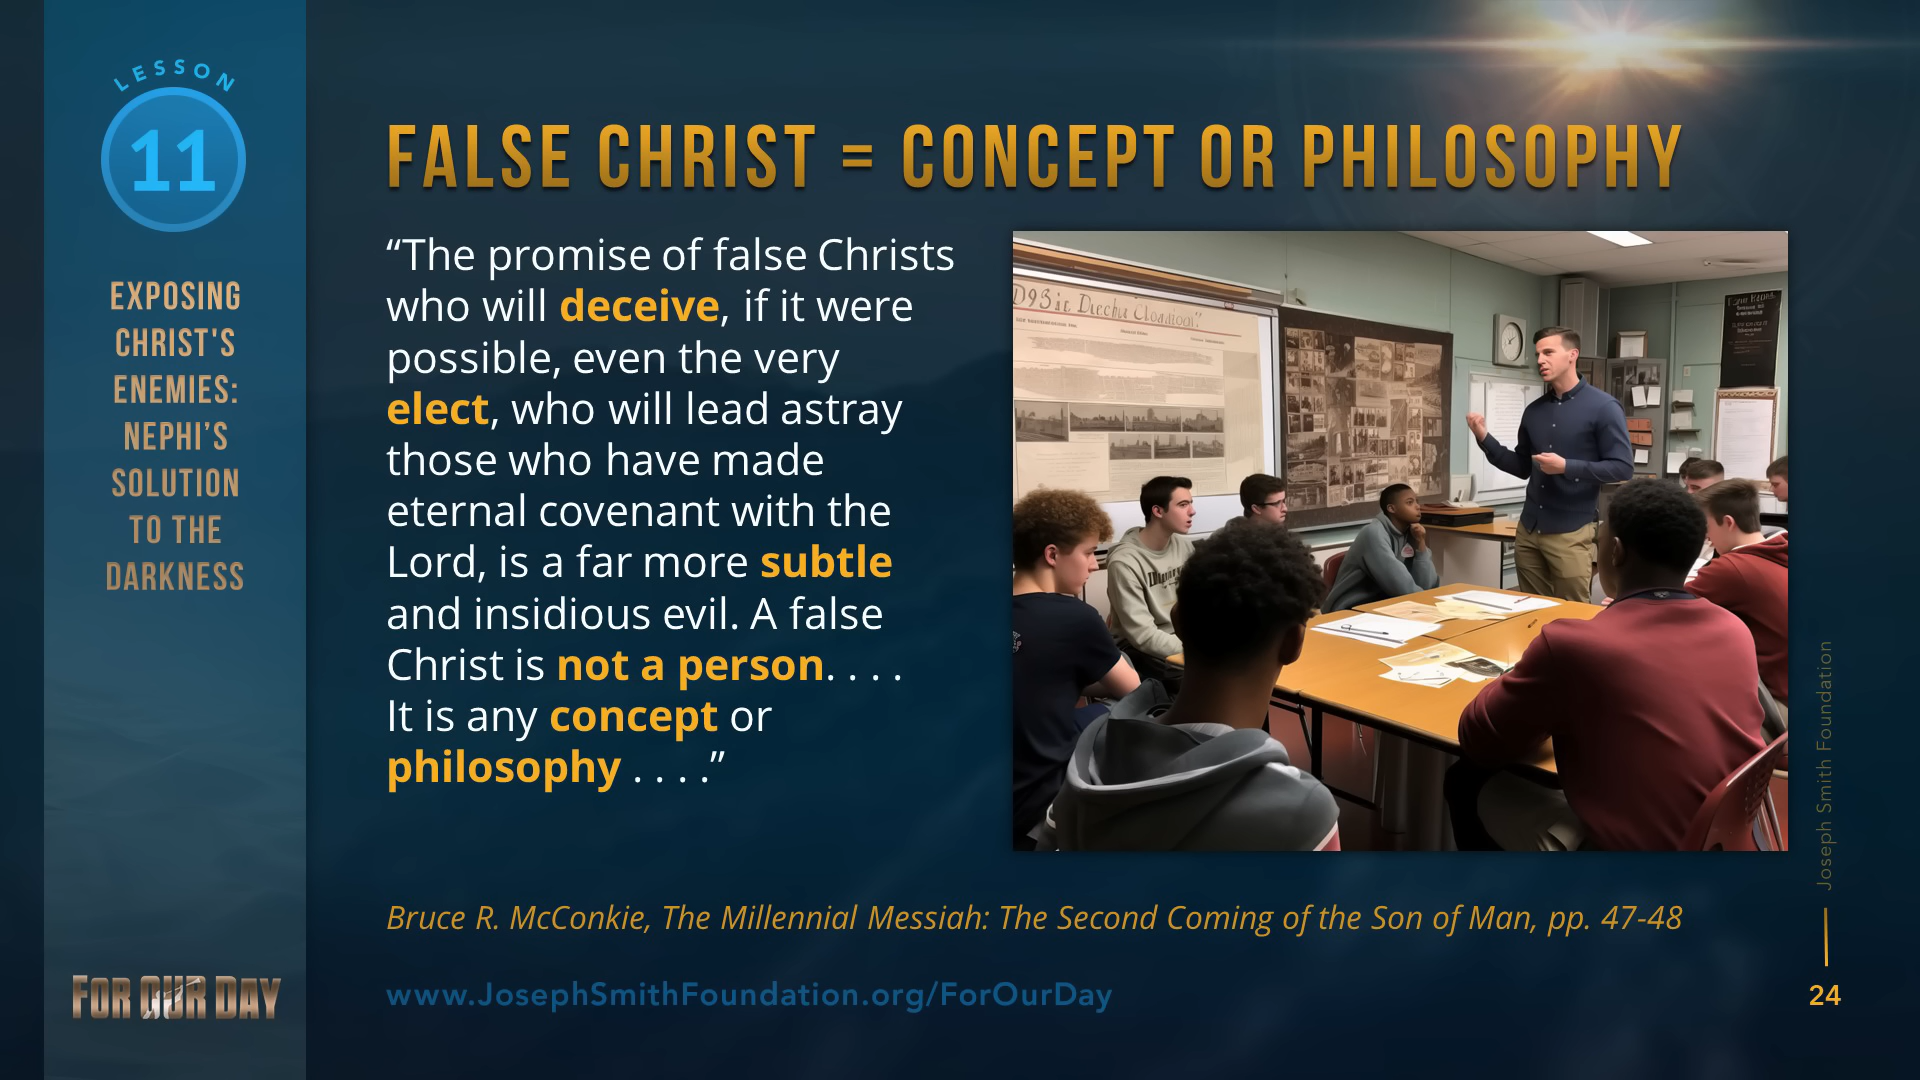 LESSON
11
EXPOSING
CHRIST'S
ENEMIES:
NEPHI’S
SOLUTION
TO THE
DARKNESS
FOR OUR DAY
FALSE CHRIST = CONCEPT OR PHILOSOPHY
“The promise of false Christs
who will deceive, if it were
possible, even the very
elect, who will lead astray
those who have made
eternal covenant with the
Lord, is a far more subtle
and insidious evil. A false
Christ is not a person. . . .
It is any concept or
philosophy . . . .”
Bruce R. McConkie, The Millennial Messiah: The Second Coming of the Son of Man, pp. 47-48
www.JosephSmithFoundation.org/ForOurDay
Joseph Smith Foundation
24